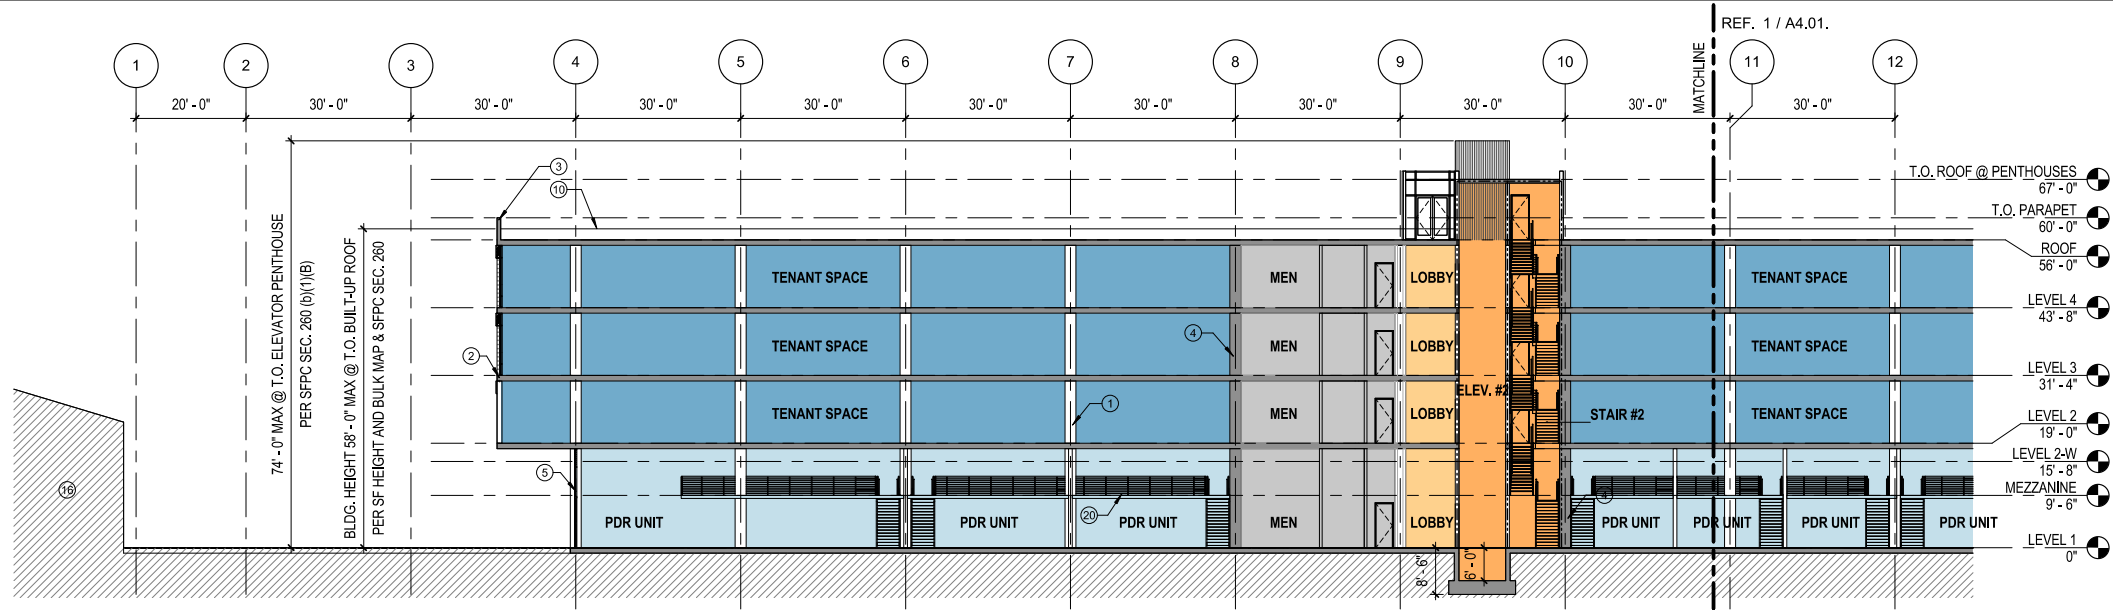 REF. 1 / A4.01.
MATCHLINE
1 2 3 4 5 6 7 8 9 10 11 12
20' - 0" 30' - 0" 30' - 0" 30' - 0" 30' - 0" 30' - 0" 30' - 0" 30' - 0" 30' - 0" 30' - 0" 30' - 0"
74' - 0" MAX @ T.O. ELEVATOR PENTHOUSE
PER SFPC SEC. 260 (b)(1)(B)
BLDG. HEIGHT 58' - 0" MAX @ T.O. BUILT-UP ROOF
PER SF HEIGHT AND BULK MAP & SFPC SEC. 260
3
10
T.O. ROOF @ PENTHOUSES
67' - 0"
T.O. PARAPET
60' - 0"
ROOF
56' - 0"
TENANT SPACE MEN LOBBY TENANT SPACE
LEVEL 4
43' - 8"
2
4
TENANT SPACE MEN LOBBY TENANT SPACE
LEVEL 3
31' - 4"
ELEV. #2
1
TENANT SPACE MEN LOBBY STAIR #2 TENANT SPACE
LEVEL 2
19' - 0"
LEVEL 2-W
15' - 8"
5
16
20
4
MEZZANINE
9' - 6"
PDR UNIT PDR UNIT PDR UNIT MEN LOBBY PDR UNIT PDR UNIT PDR UNIT PDR UNIT
LEVEL 1
0"
8' - 6"
6' - 0"